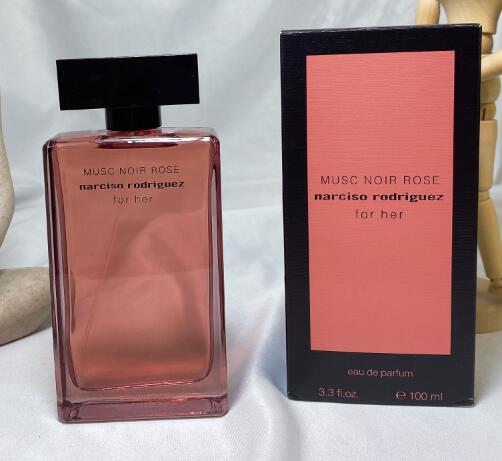 MUSC NOIR ROSE
narciso rodriguez
for her
MUSC NOIR ROSE
narciso rodriguez
for her
eau de parfum
3.3 fl.oz. ℮ 100 ml